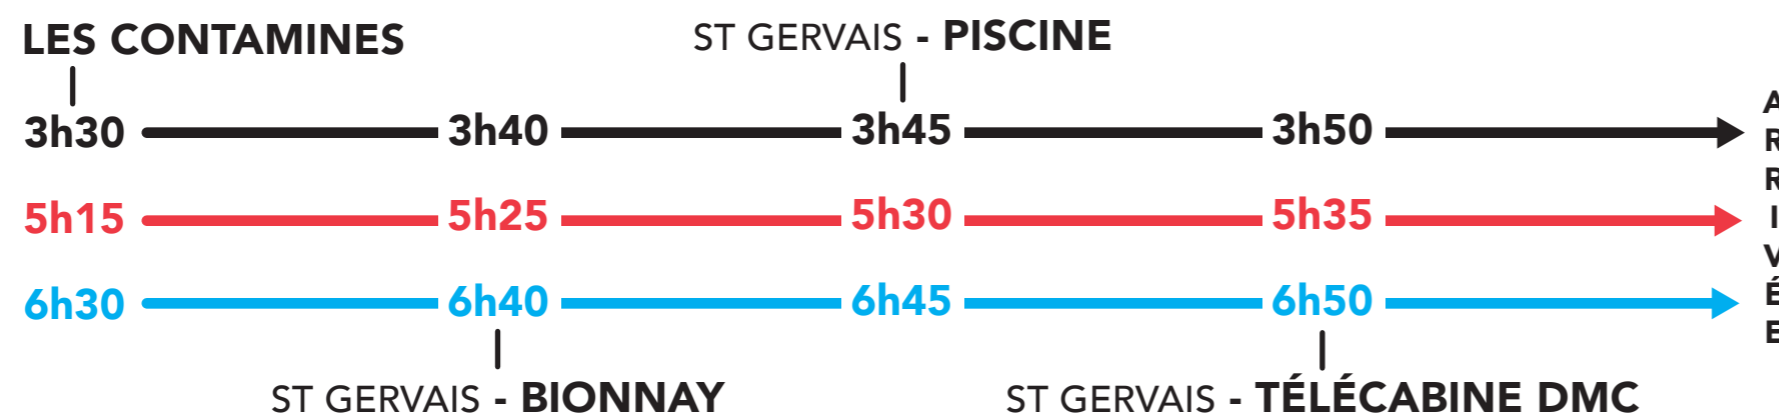 LES CONTAMINES
ST GERVAIS - PISCINE
3h30 3h40 3h45 3h50
5h15 5h25 5h30 5h35
6h30 6h40 6h45 6h50
ST GERVAIS - BIONNAY
ST GERVAIS - TÉLÉCABINE DMC
ARRIVÉE